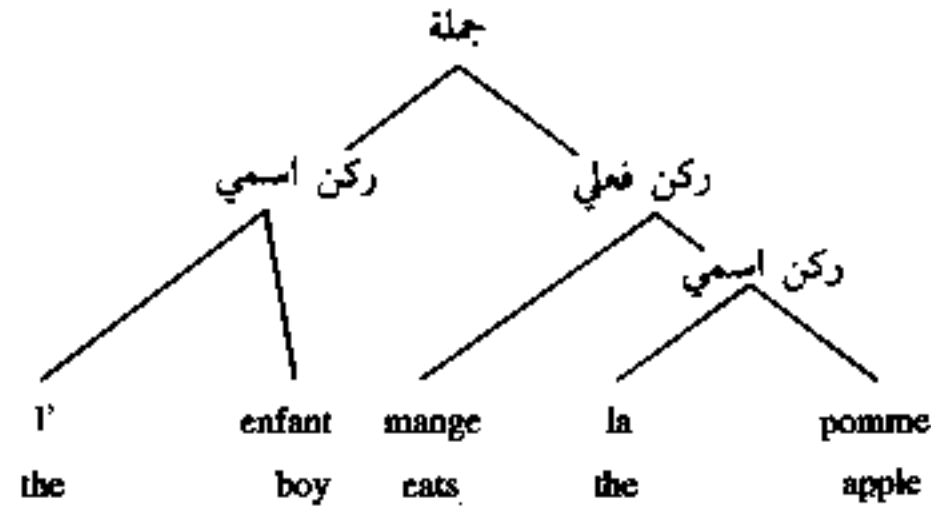 جملة
ركن اسمي ركن فعلي
ركن اسمي
l' enfant mange la pomme
the boy eats the apple